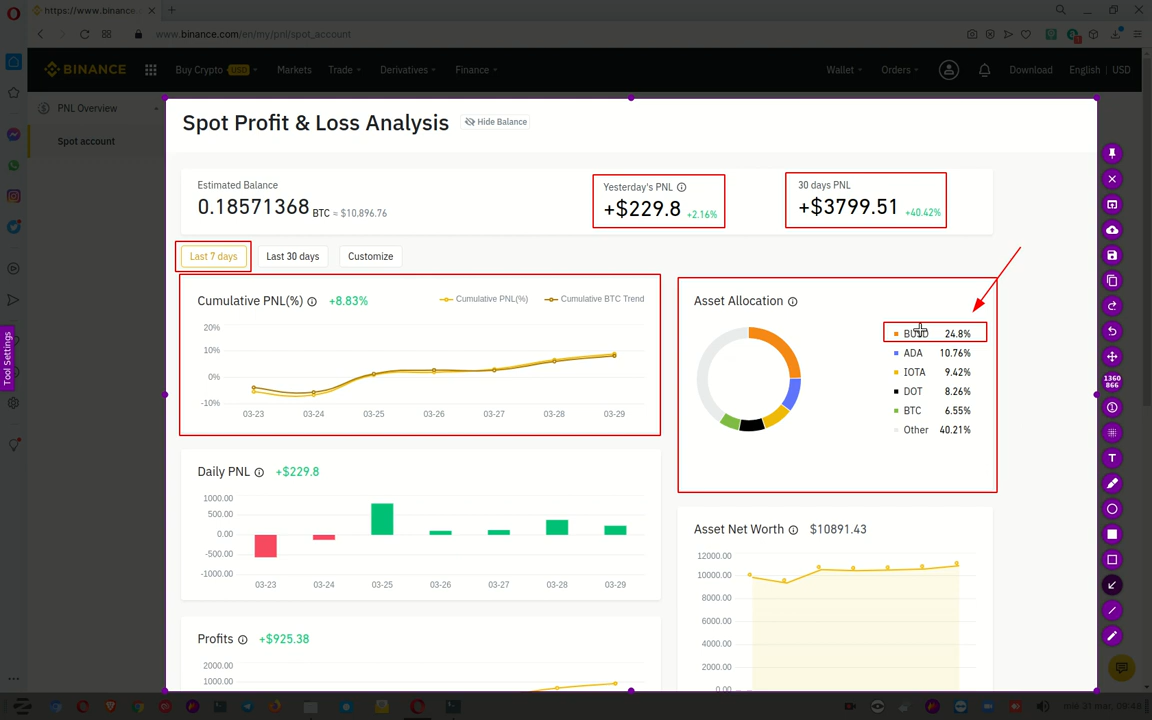 https://www.binance.
www.binance.com/en/my/pnl/spot_account
BINANCE
Buy Crypto USD
Markets
Trade
Derivatives
Finance
Wallet
Orders
Download
English | USD
PNL Overview
Spot account
Spot Profit & Loss Analysis
Hide Balance
Estimated Balance
0.18571368 BTC ≈ $10,896.76
Yesterday's PNL
+$229.8 +2.16%
30 days PNL
+$3799.51 +40.42%
Last 7 days
Last 30 days
Customize
Cumulative PNL(%) +8.83%
Cumulative PNL(%)
Cumulative BTC Trend
20%
10%
0%
-10%
03-23 03-24 03-25 03-26 03-27 03-28 03-29
Asset Allocation
24.8%
ADA 10.76%
IOTA 9.42%
DOT 8.26%
BTC 6.55%
Other 40.21%
Daily PNL +$229.8
1000.00
500.00
0.00
-500.00
-1000.00
03-23 03-24 03-25 03-26 03-27 03-28 03-29
Asset Net Worth $10891.43
12000.00
10000.00
8000.00
6000.00
4000.00
2000.00
0.00
Profits +$925.38
2000.00
1000.00
Tool Settings
1360
866
mié 31 mar, 09:48